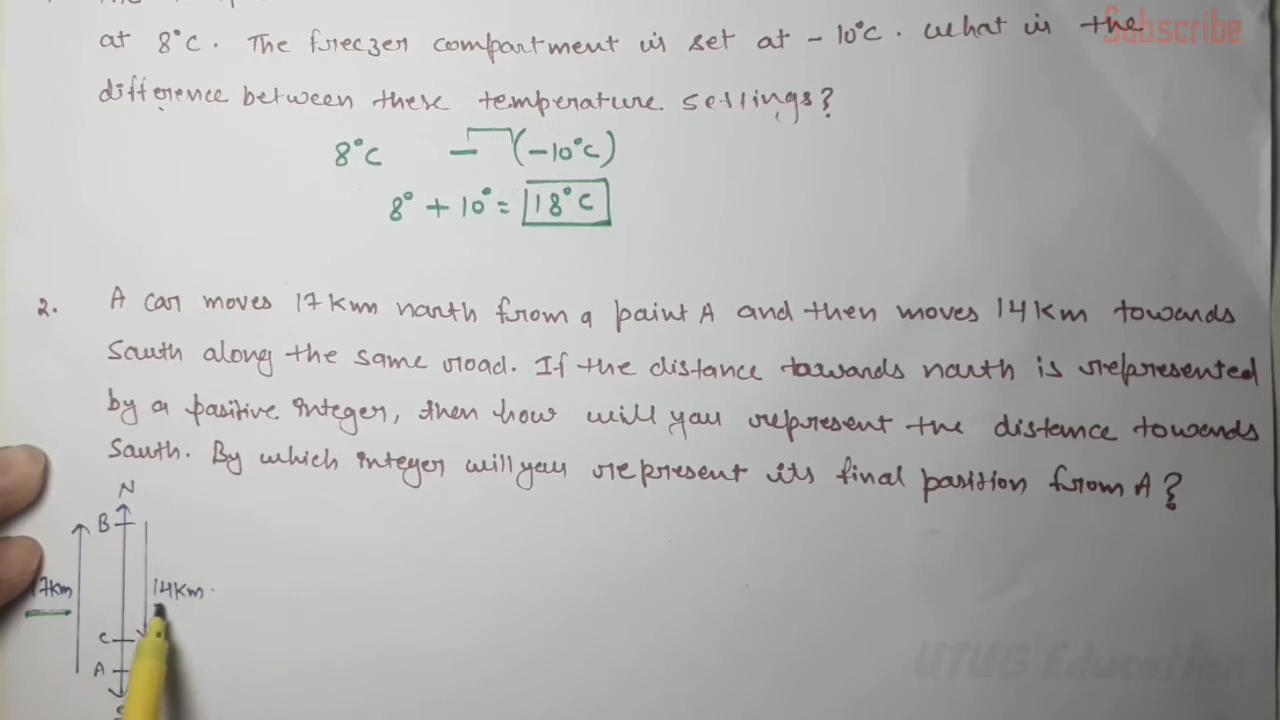 Subscribe
at 8°C. The freezer compartment is set at -10°C. What is the
difference between these temperature settings?
8°C - (-10°C)
8° + 10° = 18°C
2. A car moves 17 Km north from a point A and then moves 14 Km towards
South along the same road. If the distance towards north is represented
by a positive integer, then how will you represent the distance towards
South. By which integer will you represent its final position from A?
N
B
17km
14km.
C
A
UTUG Education